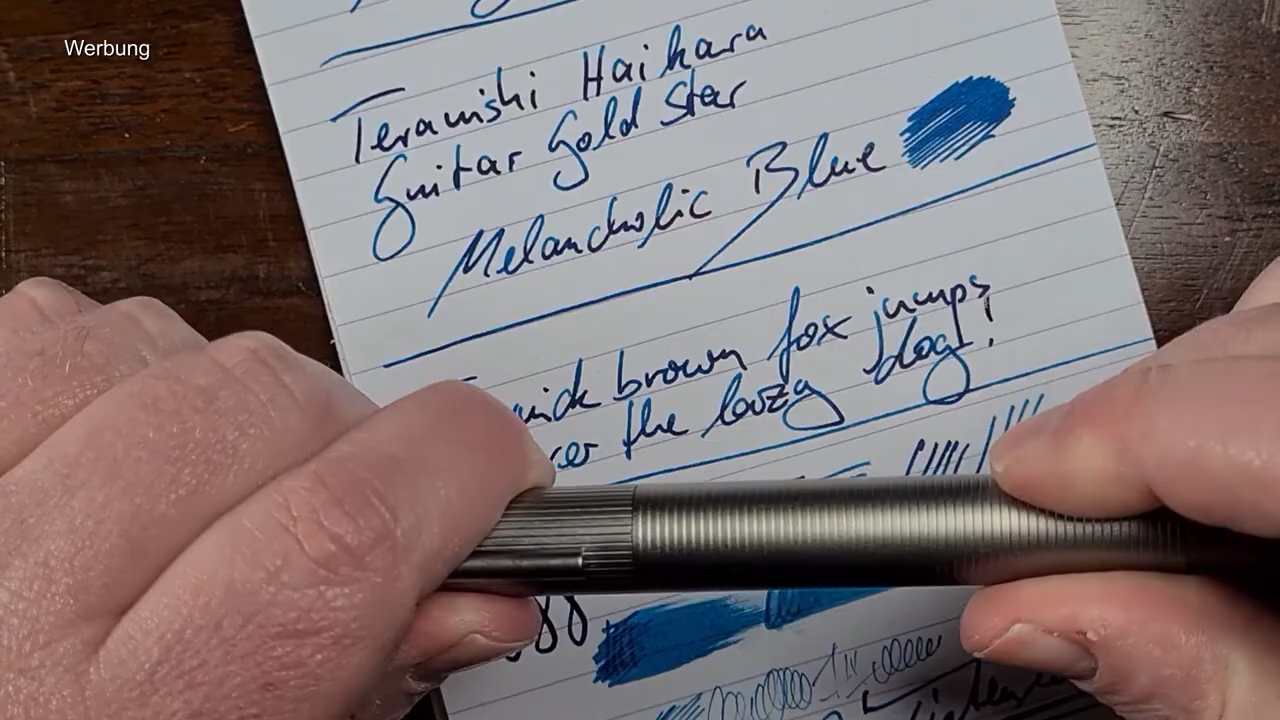 Werbung
Teranishi Haikara
Guitar Gold Star
Melancholic Blue
brown fox jumps
the lazy dog!